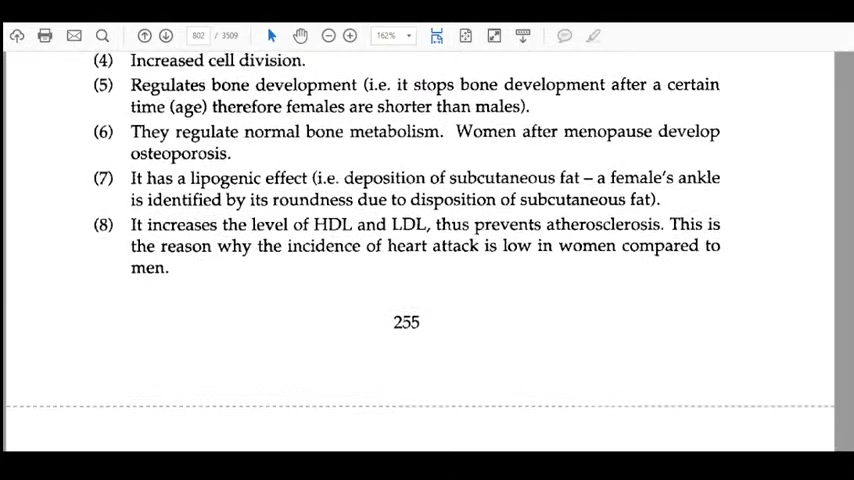 802 / 3509 162%
(4) Increased cell division.
(5) Regulates bone development (i.e. it stops bone development after a certain
time (age) therefore females are shorter than males).
(6) They regulate normal bone metabolism. Women after menopause develop
osteoporosis.
(7) It has a lipogenic effect (i.e. deposition of subcutaneous fat – a female's ankle
is identified by its roundness due to disposition of subcutaneous fat).
(8) It increases the level of HDL and LDL, thus prevents atherosclerosis. This is
the reason why the incidence of heart attack is low in women compared to
men.
255